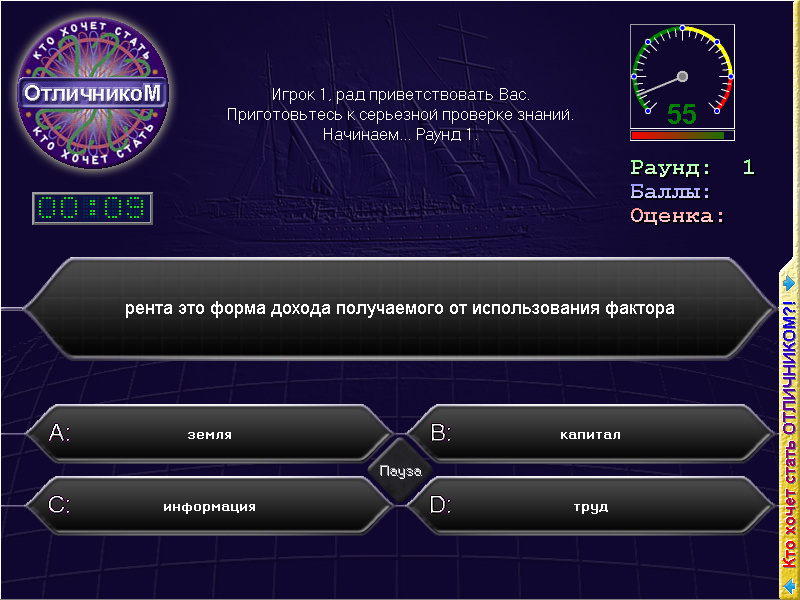 КТО ХОЧЕТ СТАТЬ
ОтличникоМ
КТО ХОЧЕТ СТАТЬ
Игрок 1, рад приветствовать Вас.
Приготовьтесь к серьезной проверке знаний.
Начинаем... Раунд 1.
55
00:09
Раунд: 1
Баллы:
Оценка:
рента это форма дохода получаемого от использования фактора
A: земля
B: капитал
Пауза
C: информация
D: труд
Кто хочет стать ОТЛИЧНИКОМ?!